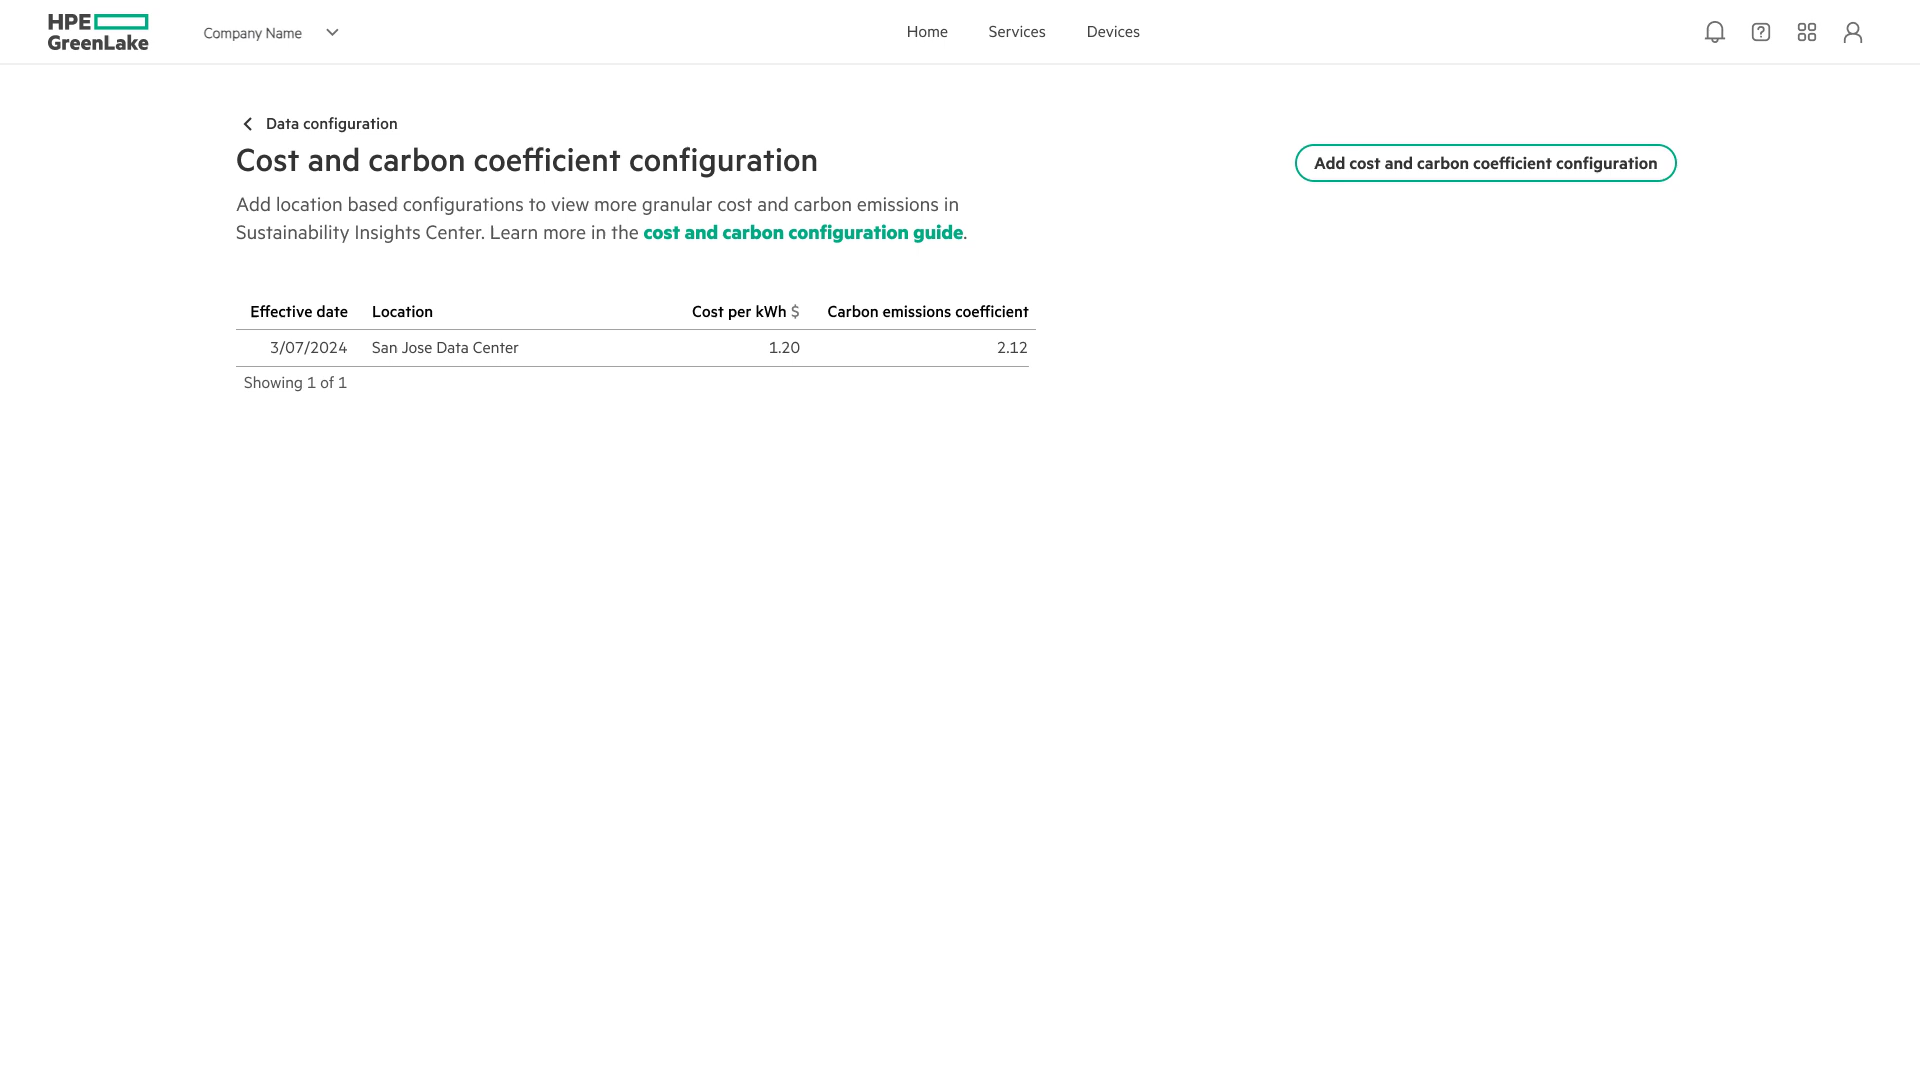 HPE
GreenLake
Company Name
Home Services Devices
Data configuration
Cost and carbon coefficient configuration
Add cost and carbon coefficient configuration
Add location based configurations to view more granular cost and carbon emissions in
Sustainability Insights Center. Learn more in the cost and carbon configuration guide.
Effective date Location Cost per kWh $ Carbon emissions coefficient
3/07/2024 San Jose Data Center 1.20 2.12
Showing 1 of 1